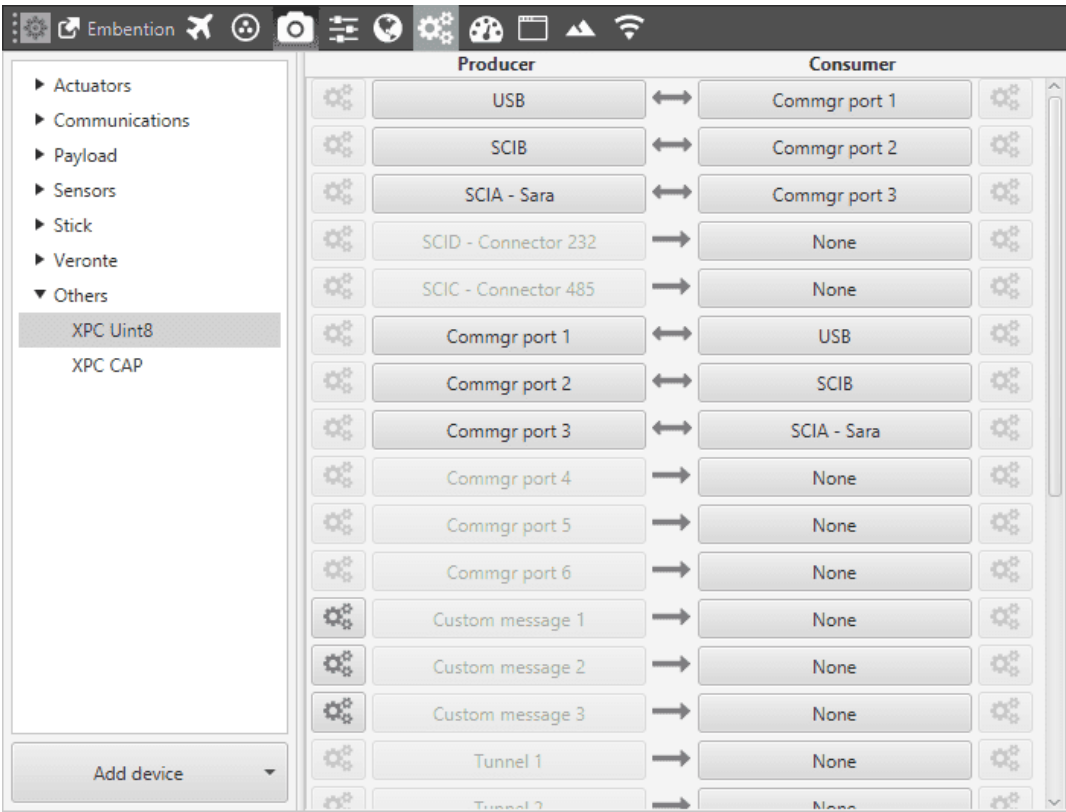 Embention
Actuators
Communications
Payload
Sensors
Stick
Veronte
Others
XPC Uint8
XPC CAP
Add device
Producer Consumer
USB Commgr port 1
SCIB Commgr port 2
SCIA - Sara Commgr port 3
SCID - Connector 232 None
SCIC - Connector 485 None
Commgr port 1 USB
Commgr port 2 SCIB
Commgr port 3 SCIA - Sara
Commgr port 4 None
Commgr port 5 None
Commgr port 6 None
Custom message 1 None
Custom message 2 None
Custom message 3 None
Tunnel 1 None
Tunnel 2 None